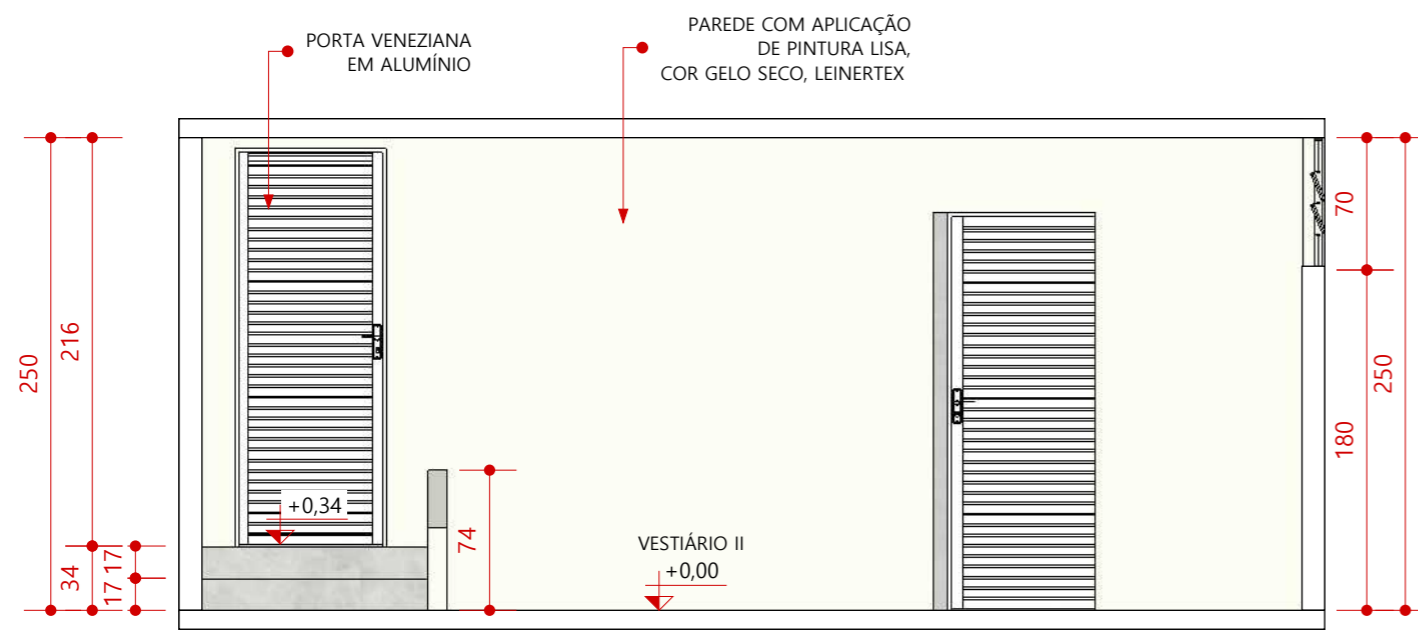 PORTA VENEZIANA
EM ALUMÍNIO
PAREDE COM APLICAÇÃO
DE PINTURA LISA,
COR GELO SECO, LEINERTEX
250
216
34
17
17
+0,34
74
VESTIÁRIO II
+0,00
70
180
250